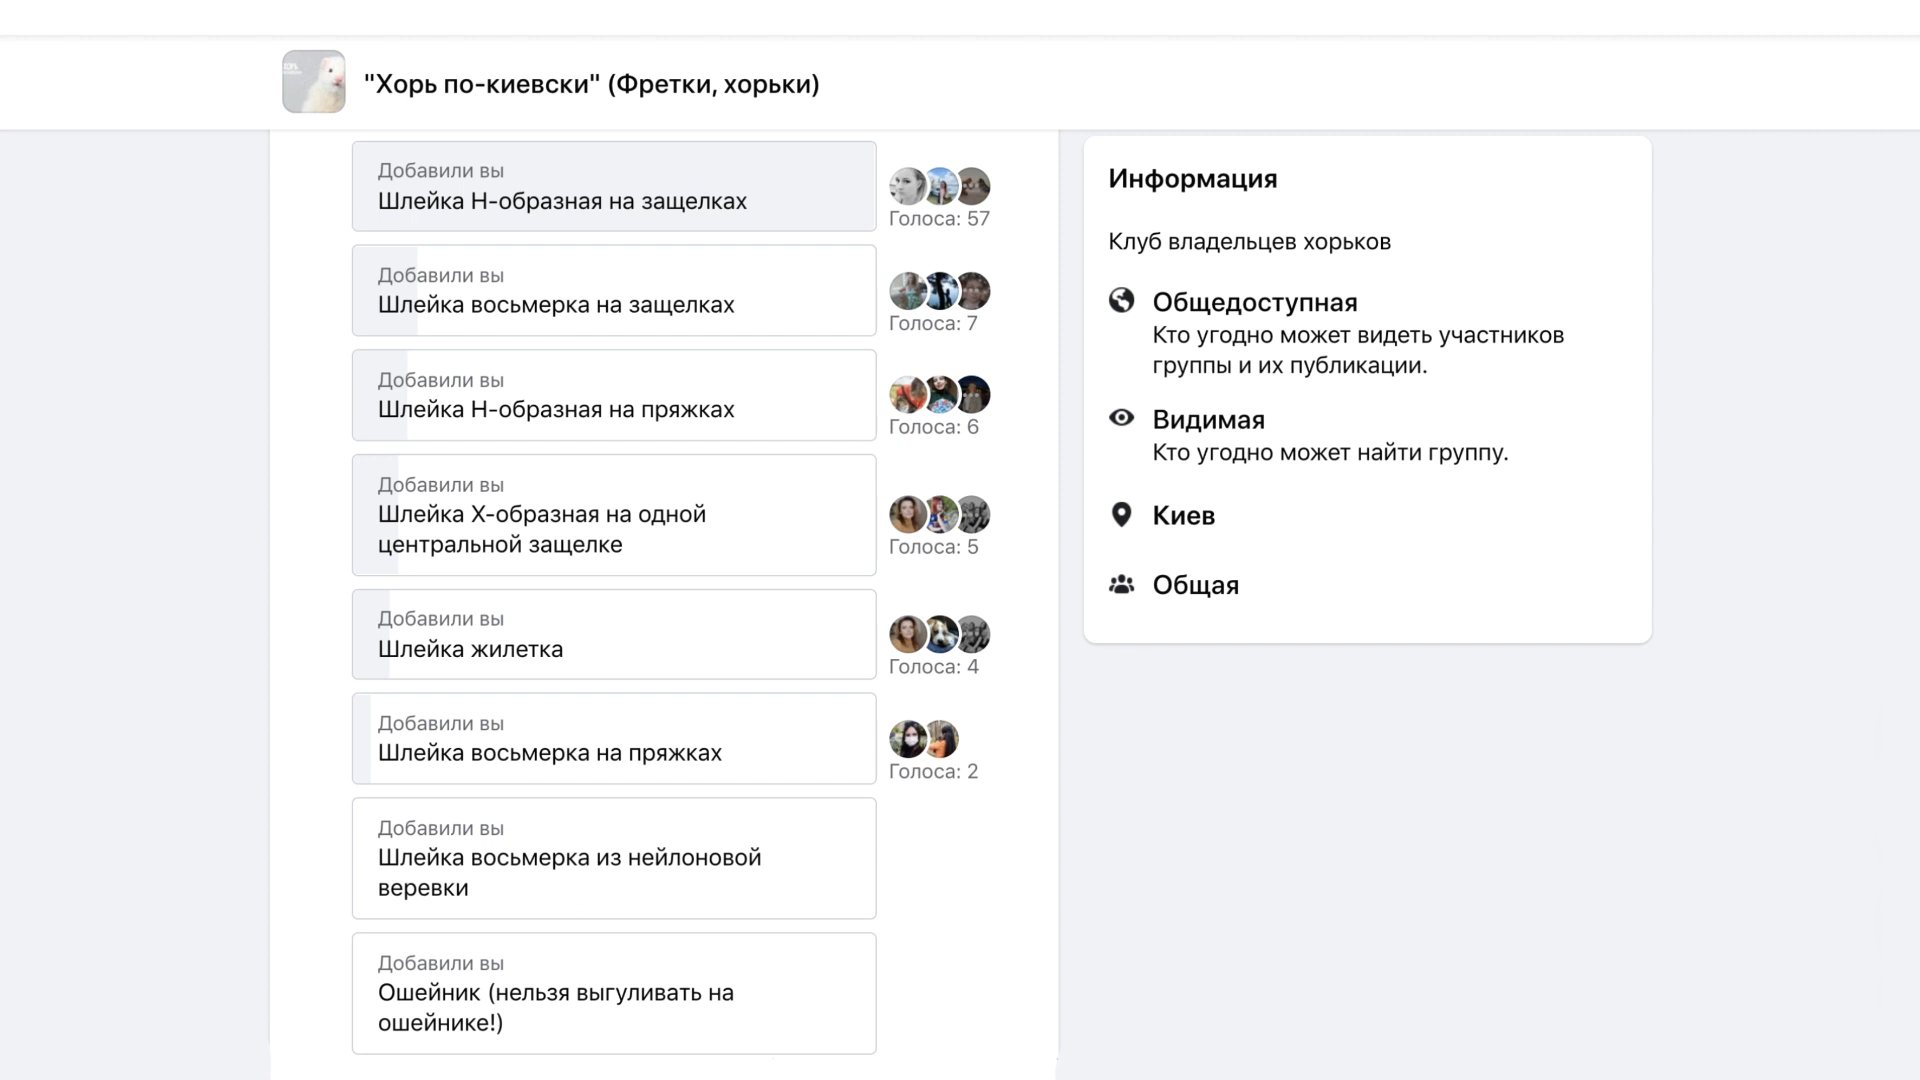 "Хорь по-киевски" (Фретки, хорьки)
Добавили вы
Шлейка Н-образная на защелках
Голоса: 57
Добавили вы
Шлейка восьмерка на защелках
Голоса: 7
Добавили вы
Шлейка Н-образная на пряжках
Голоса: 6
Добавили вы
Шлейка Х-образная на одной
центральной защелке
Голоса: 5
Добавили вы
Шлейка жилетка
Голоса: 4
Добавили вы
Шлейка восьмерка на пряжках
Голоса: 2
Добавили вы
Шлейка восьмерка из нейлоновой
веревки
Добавили вы
Ошейник (нельзя выгуливать на
ошейнике!)
Информация
Клуб владельцев хорьков
Общедоступная
Кто угодно может видеть участников
группы и их публикации.
Видимая
Кто угодно может найти группу.
Киев
Общая